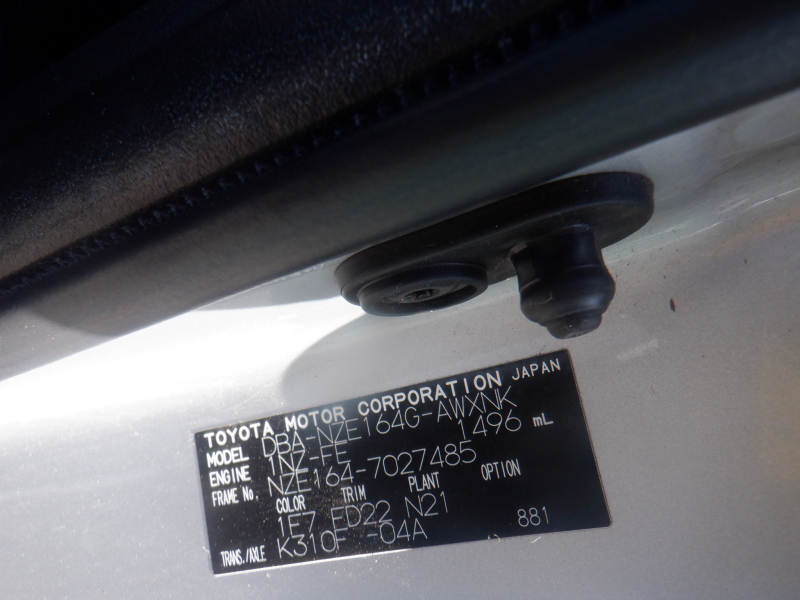 TOYOTA MOTOR CORPORATION JAPAN
MODEL DBA-NZE164G-AWXNK
ENGINE 1NZ-FE 1496 mL
FRAME No. NZE164-7027485
COLOR TRIM PLANT OPTION
1E7 FD22 N21
TRANS./AXLE K310F -04A 881